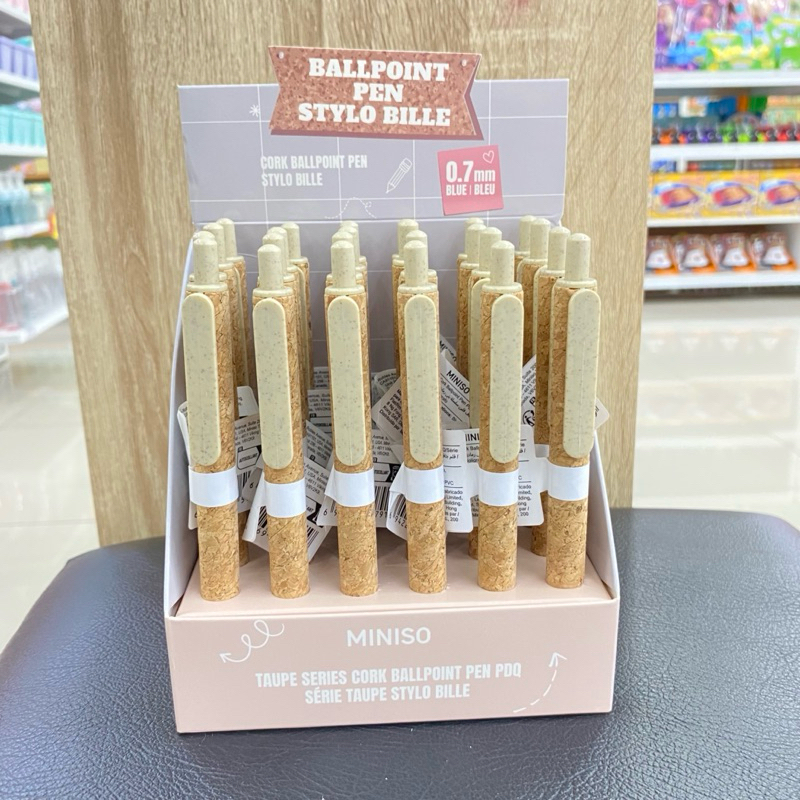 BALLPOINT
PEN
STYLO BILLE
CORK BALLPOINT PEN
STYLO BILLE
0.7mm
BLUE | BLEU
MINISO
MINISO
TAUPE SERIES CORK BALLPOINT PEN PDQ
SÉRIE TAUPE STYLO BILLE